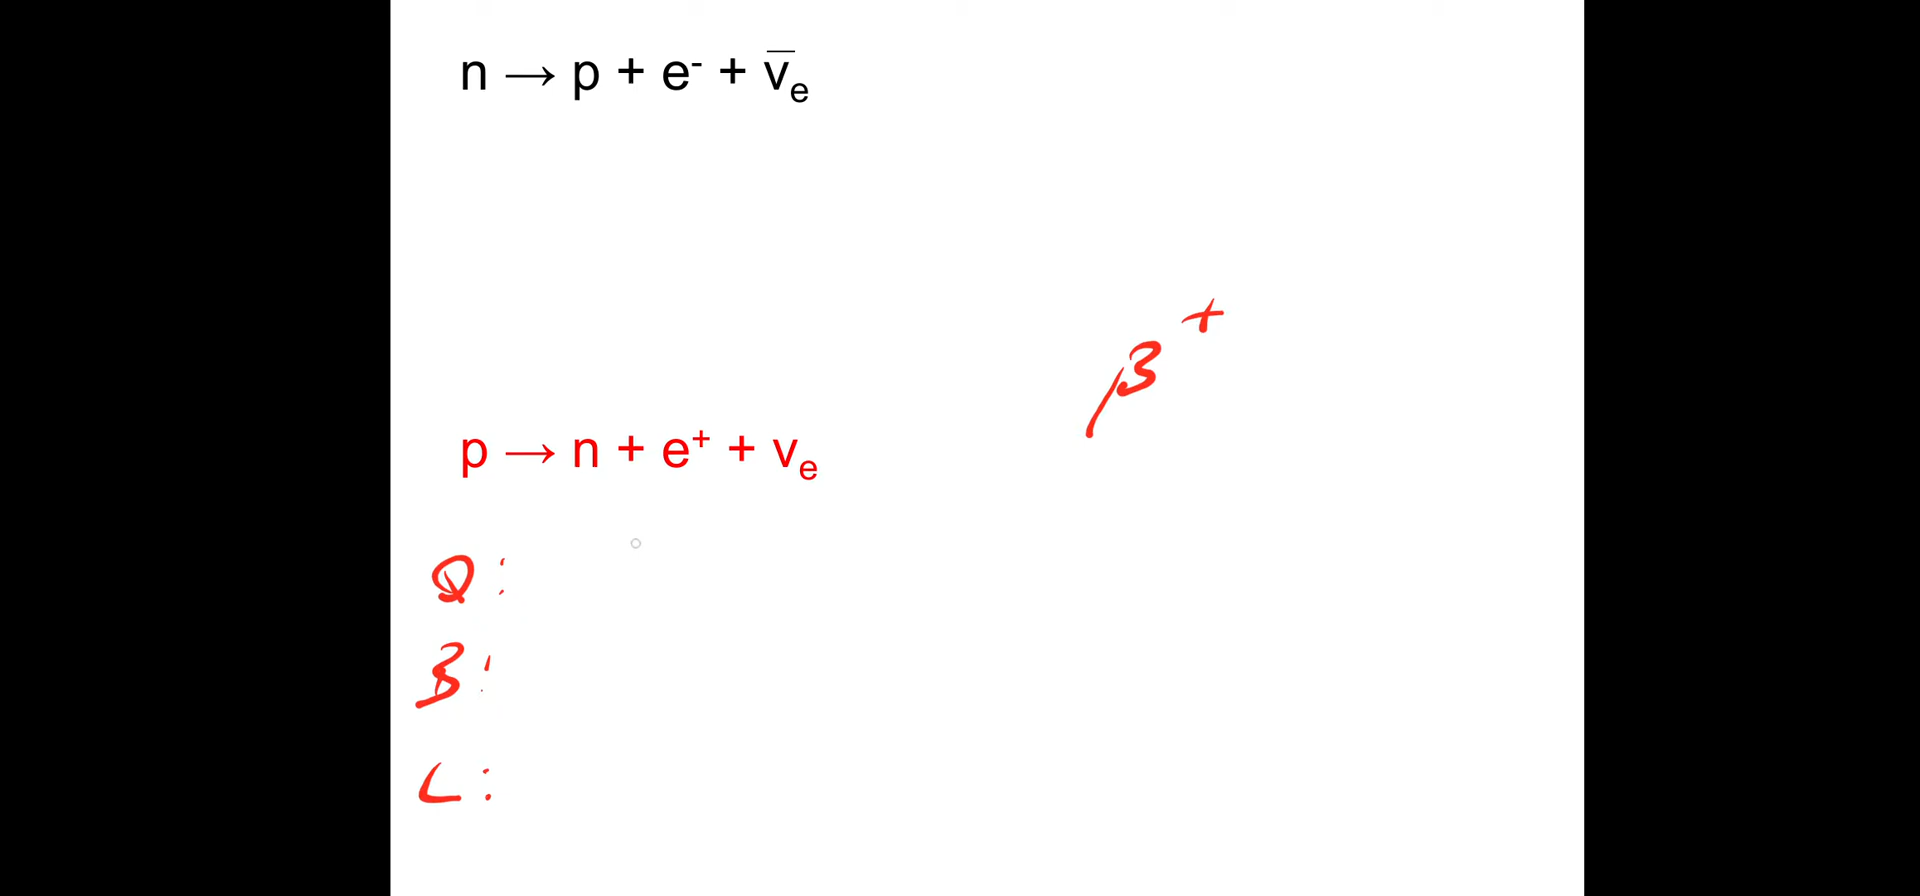 n → p + e⁻ + v̅ₑ
β⁺
p → n + e⁺ + vₑ
Q:
B:
L: